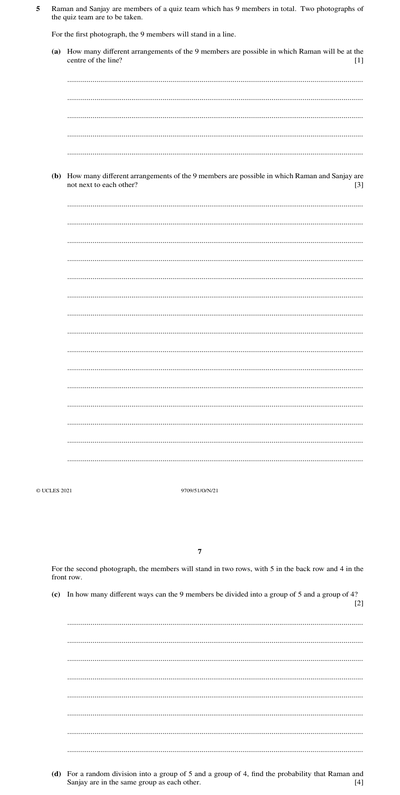 5 Raman and Sanjay are members of a quiz team which has 9 members in total. Two photographs of
the quiz team are to be taken.
For the first photograph, the 9 members will stand in a line.
(a) How many different arrangements of the 9 members are possible in which Raman will be at the
centre of the line? [1]
(b) How many different arrangements of the 9 members are possible in which Raman and Sanjay are
not next to each other? [3]
© UCLES 2021 9709/51/O/N/21
7
For the second photograph, the members will stand in two rows, with 5 in the back row and 4 in the
front row.
(c) In how many different ways can the 9 members be divided into a group of 5 and a group of 4?
[2]
(d) For a random division into a group of 5 and a group of 4, find the probability that Raman and
Sanjay are in the same group as each other. [4]